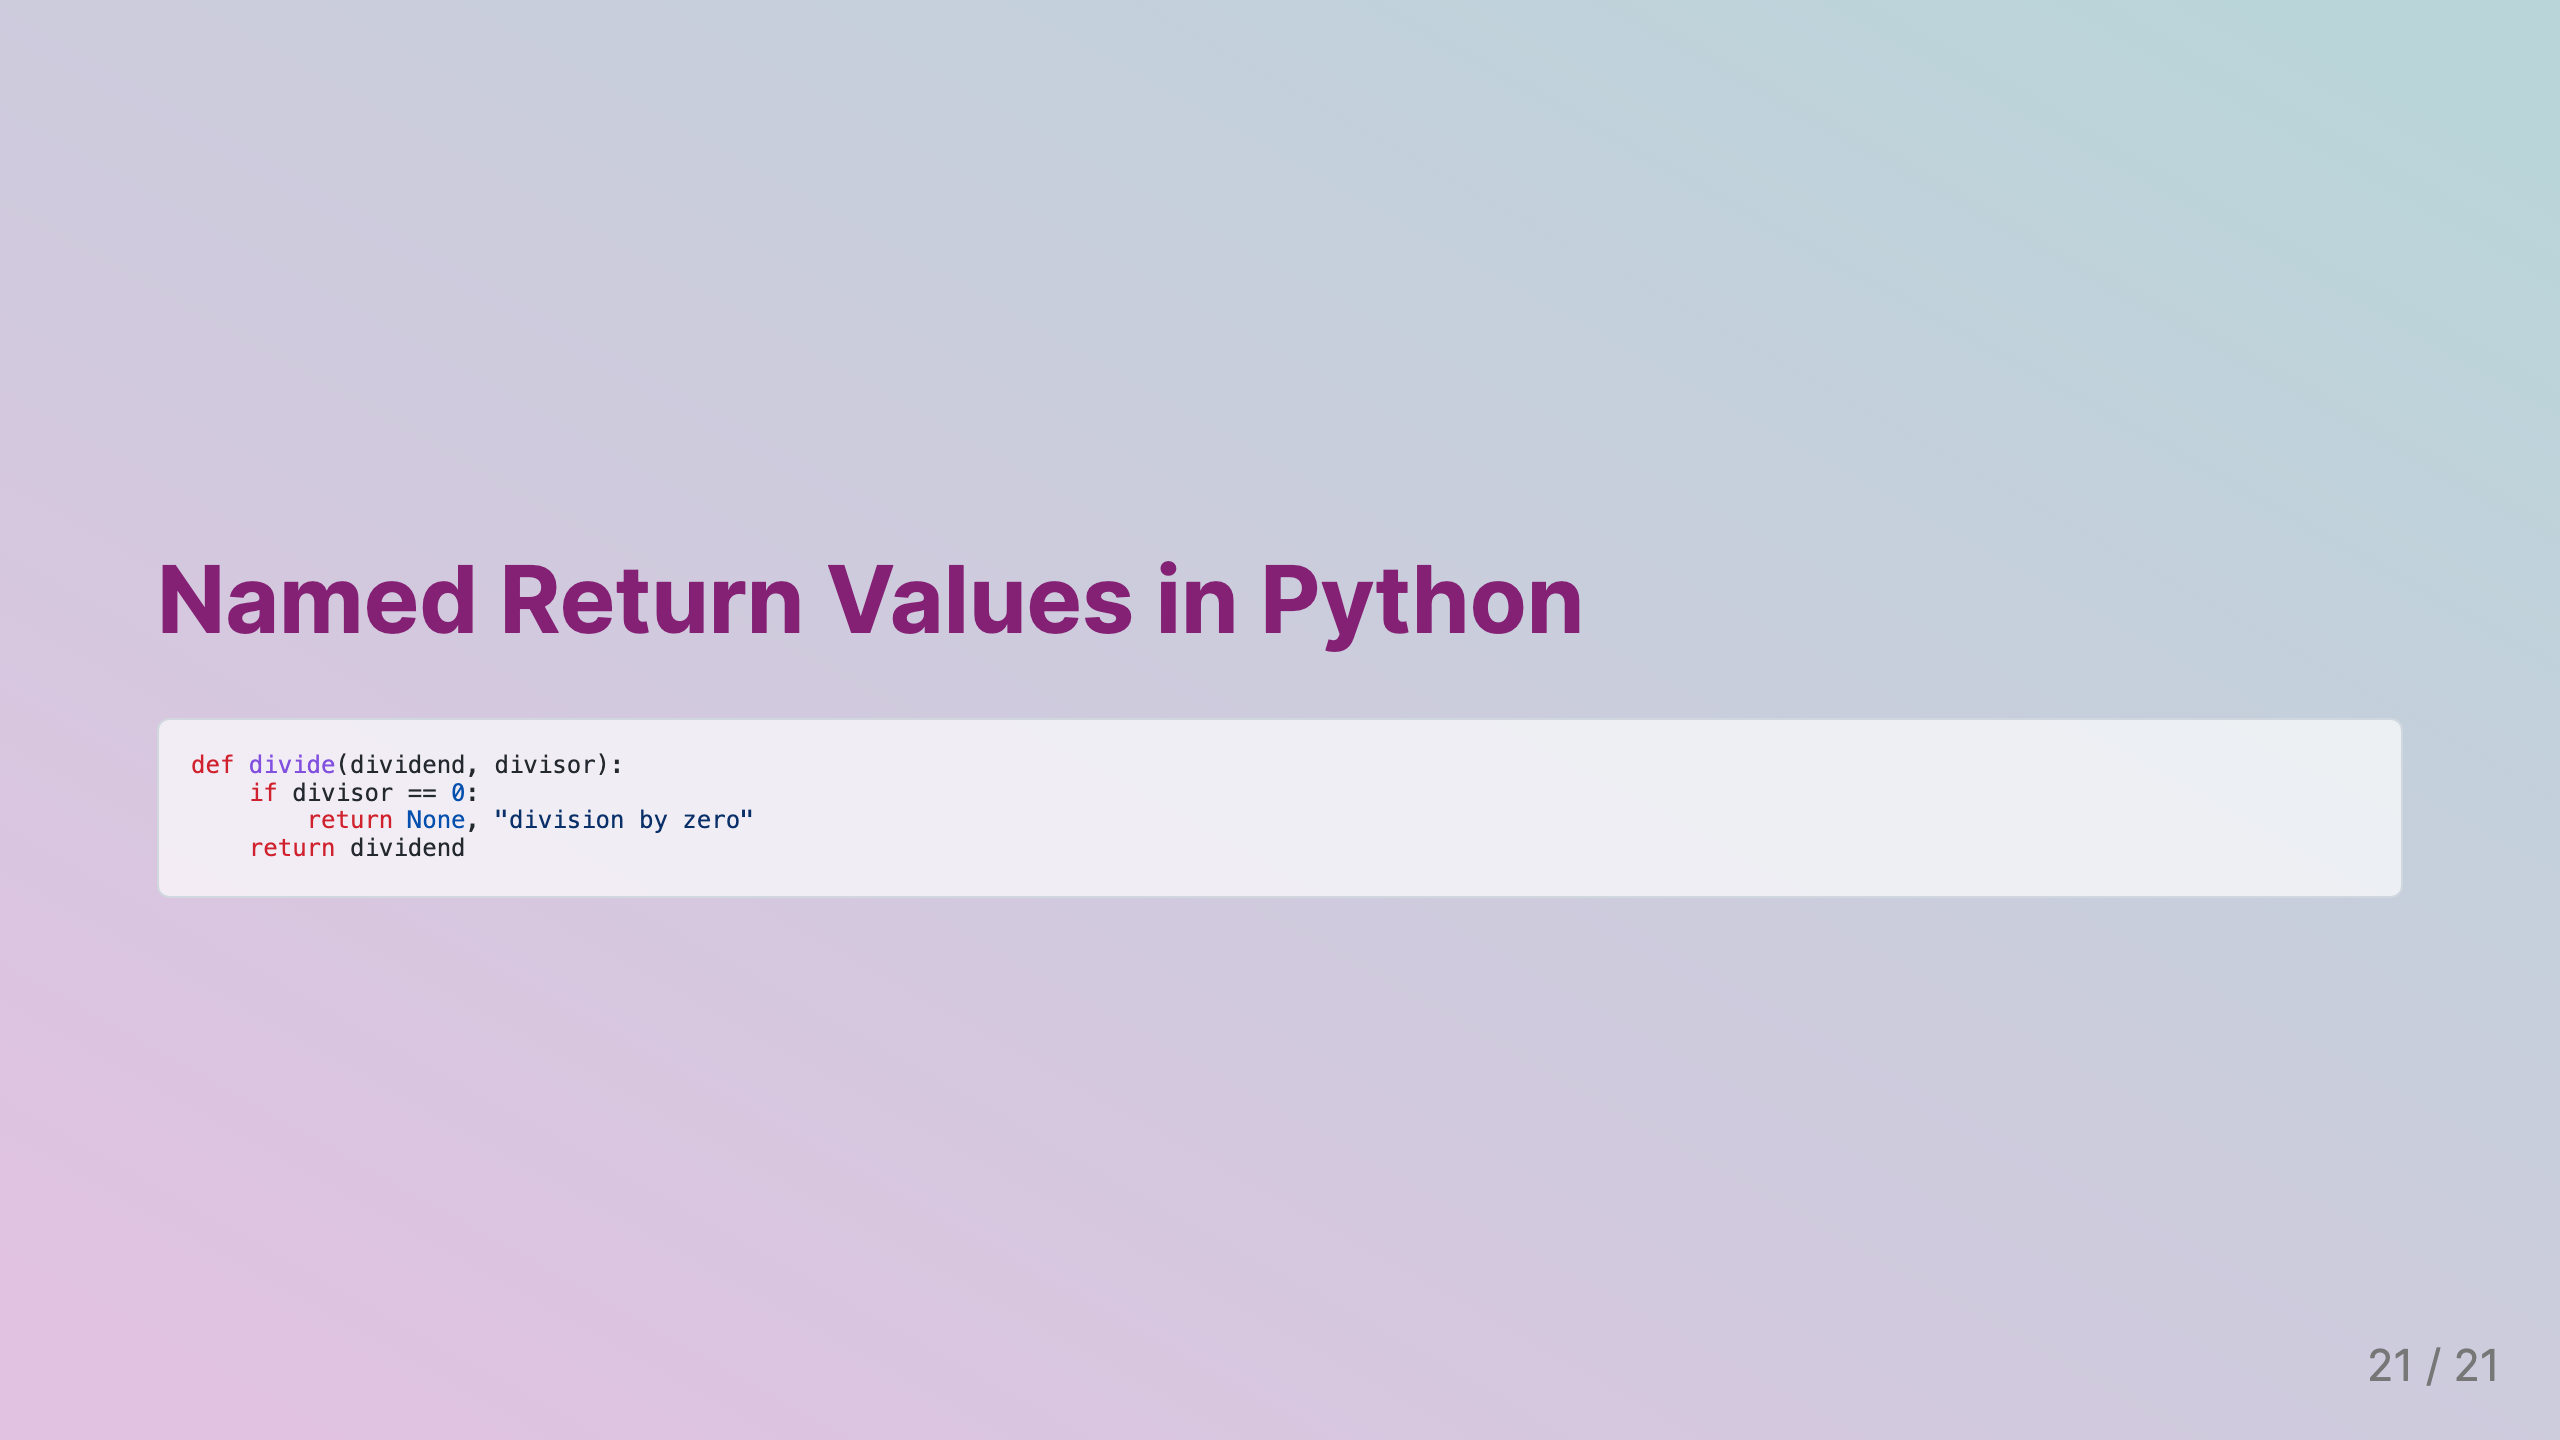 Named Return Values in Python
def divide(dividend, divisor):
    if divisor == 0:
        return None, "division by zero"
    return dividend
21 / 21